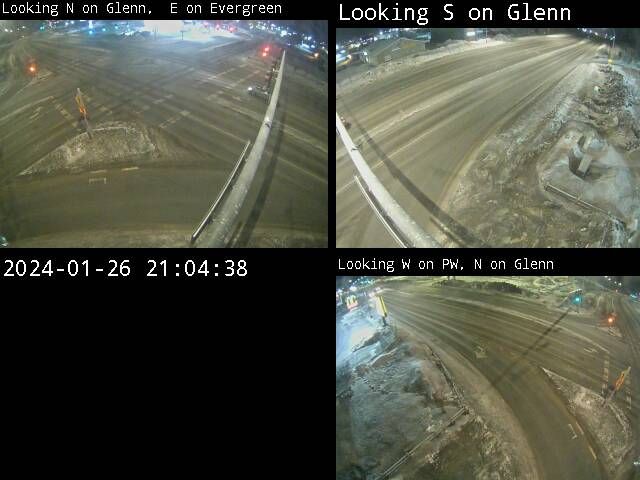 Looking N on Glenn,  E on Evergreen
Looking S on Glenn
2024-01-26 21:04:38
Looking W on PW, N on Glenn